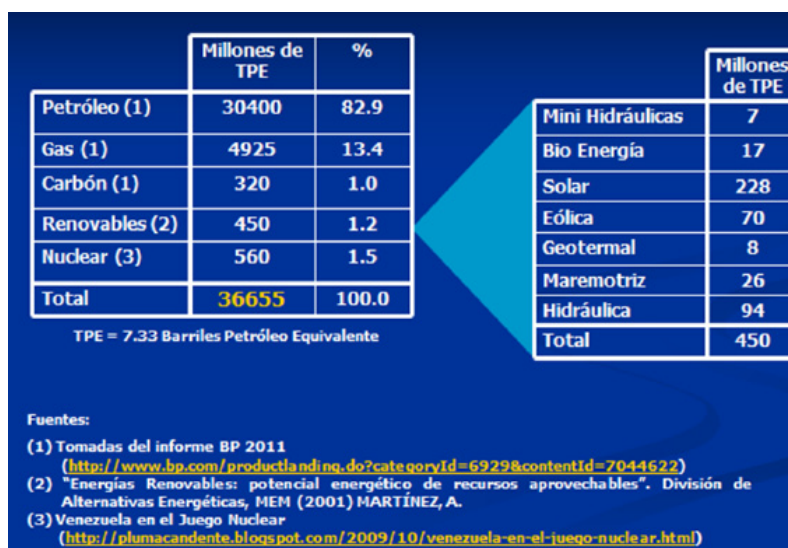 Millones de TPE %
Petróleo (1) 30400 82.9
Gas (1) 4925 13.4
Carbón (1) 320 1.0
Renovables (2) 450 1.2
Nuclear (3) 560 1.5
Total 36655 100.0
TPE = 7.33 Barriles Petróleo Equivalente
Millones
de TPE
Mini Hidráulicas 7
Bio Energía 17
Solar 228
Eólica 70
Geotermal 8
Maremotriz 26
Hidráulica 94
Total 450
Fuentes:
(1) Tomadas del informe BP 2011
(http://www.bp.com/productlanding.do?categoryId=6929&contentId=7044622)
(2) "Energías Renovables: potencial energético de recursos aprovechables". División de
Alternativas Energéticas, MEM (2001) MARTÍNEZ, A.
(3) Venezuela en el Juego Nuclear
(http://plumacandente.blogspot.com/2009/10/venezuela-en-el-juego-nuclear.html)